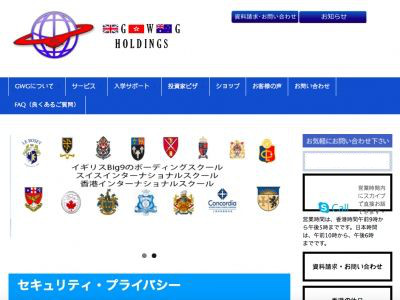 G W G
HOLDINGS
資料請求･お問い合わせ
お知らせ
GWGについて
サービス
入学サポート
投資家ビザ
ショップ
お客様の声
お問い合わせ
FAQ（良くあるご質問）
イギリスBig9のボーディングスクール
スイスインターナショナルスクール
香港インターナショナルスクール
Concordia
お気軽にお問い合わせ下さい
営業時間内
にスカイプ
で直接お話
Call
営業時間は、香港時間午前9時
から午後5時までです。日本時間
は、午前10時から、午後6時
までです。
資料請求・お問い合わせ
セキュリティ・プライバシー